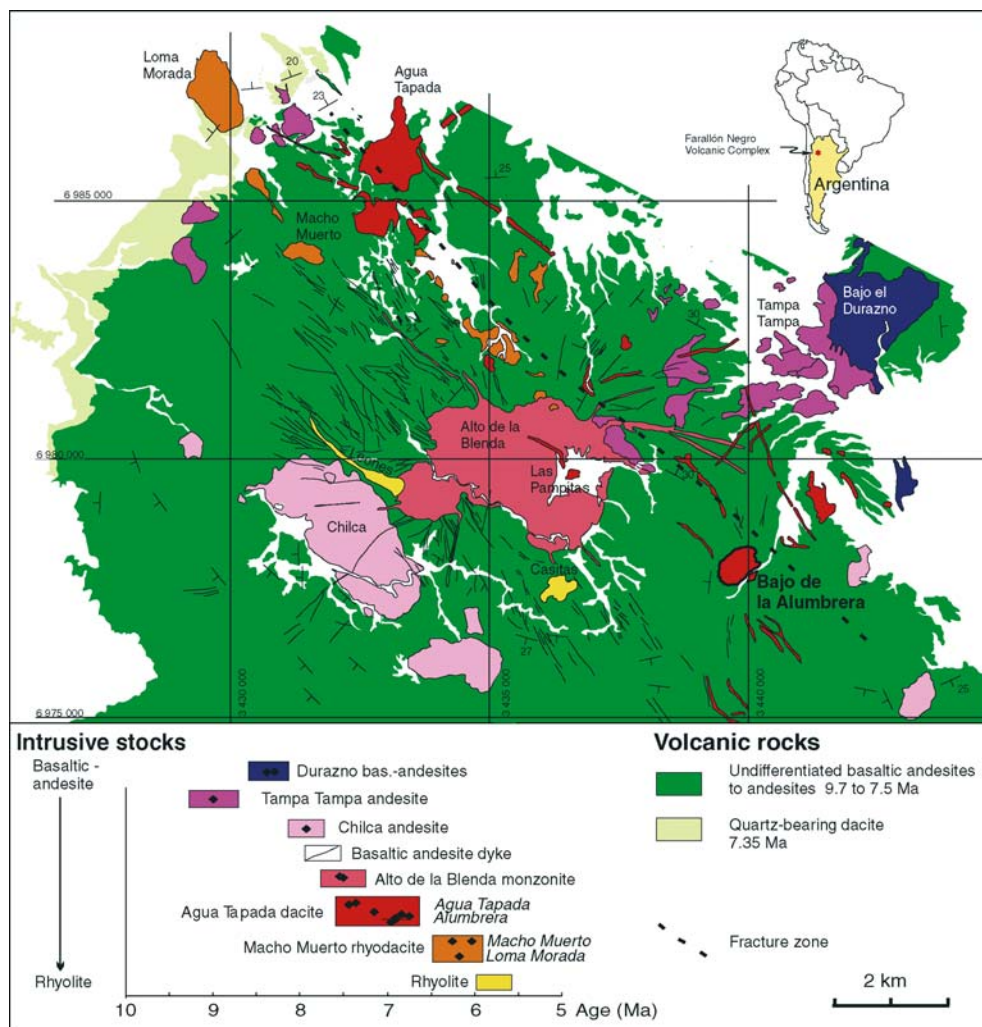 Loma
Morada
20
23
Agua
Tapada
Farallón Negro
Volcanic Complex
Argentina
25
6 985 000
Macho
Muerto
Tampa
Tampa
Bajo el
Durazno
30
Alto de la
Blenda
6 980 000
Las
Pampitas
Chilca
Casitas
Bajo de
la Alumbrera
27
25
6 975 000
3 430 000
3 435 000
3 440 000
Intrusive stocks
Basaltic -
andesite
Rhyolite
Durazno bas.-andesites
Tampa Tampa andesite
Chilca andesite
Basaltic andesite dyke
Alto de la Blenda monzonite
Agua Tapada dacite
Agua Tapada
Alumbrera
Macho Muerto rhyodacite
Macho Muerto
Loma Morada
Rhyolite
10 9 8 7 6 5 Age (Ma)
Volcanic rocks
Undifferentiated basaltic andesites
to andesites 9.7 to 7.5 Ma
Quartz-bearing dacite
7.35 Ma
Fracture zone
2 km